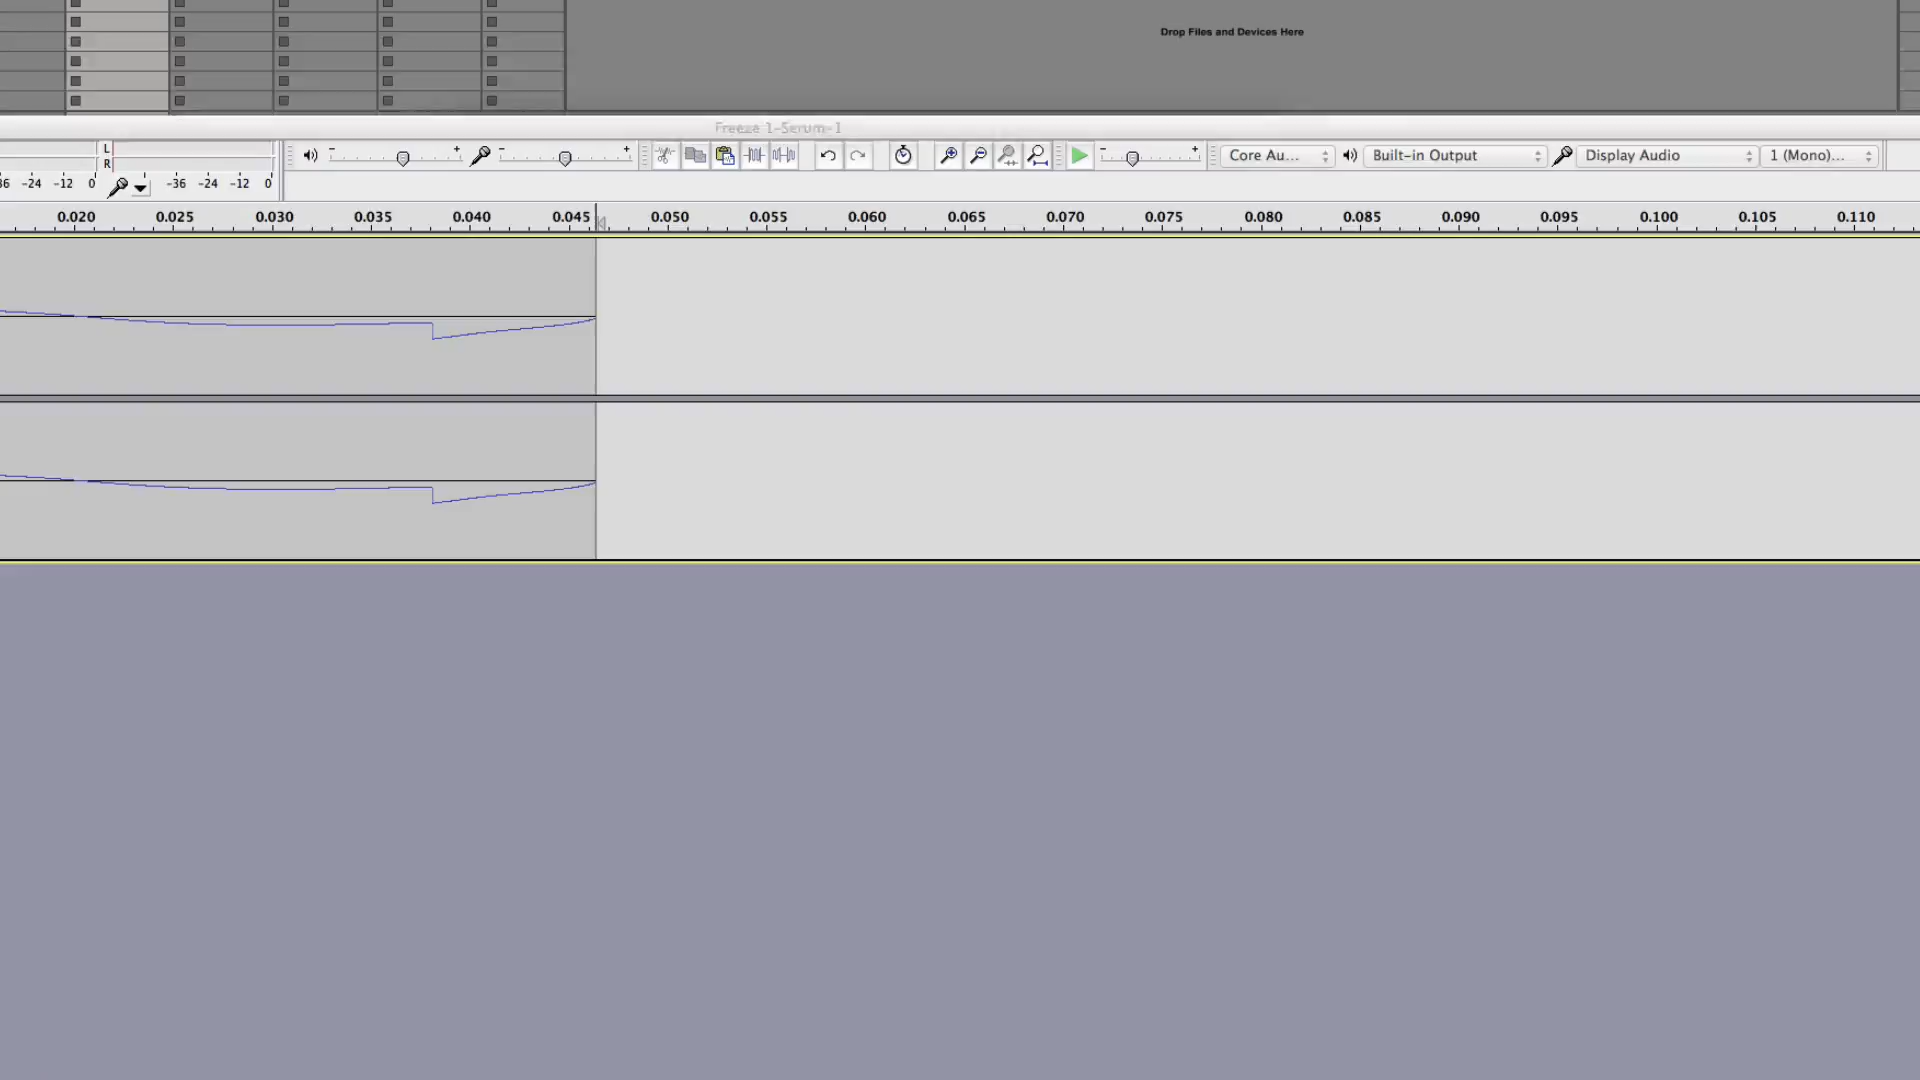 Drop Files and Devices Here
Freeze 1-Serum-1
L
R
- + - + - + Core Au... Built-in Output Display Audio 1 (Mono)...
36 -24 -12 0 -36 -24 -12 0
0.020 0.025 0.030 0.035 0.040 0.045 0.050 0.055 0.060 0.065 0.070 0.075 0.080 0.085 0.090 0.095 0.100 0.105 0.110